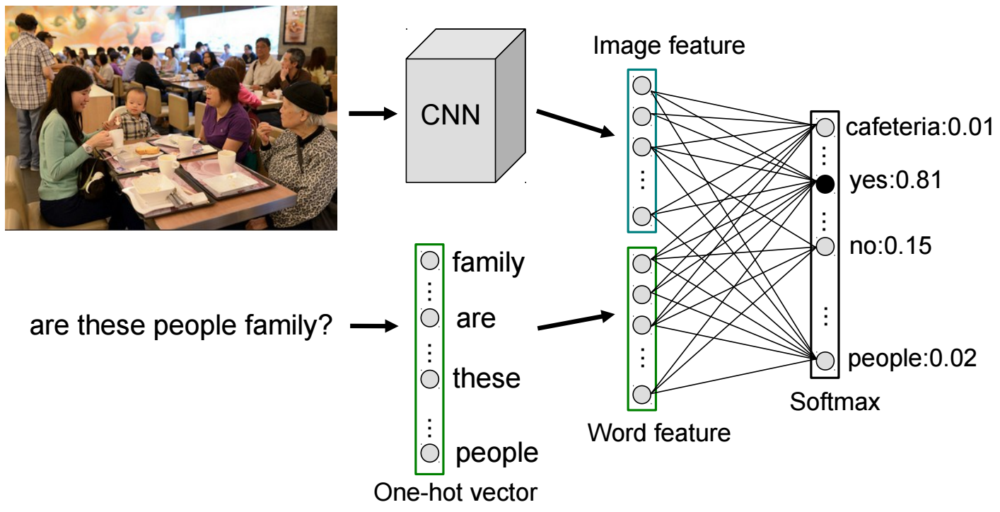 Image feature
CNN
cafeteria:0.01
yes:0.81
no:0.15
people:0.02
Softmax
are these people family?
family
are
these
people
One-hot vector
Word feature